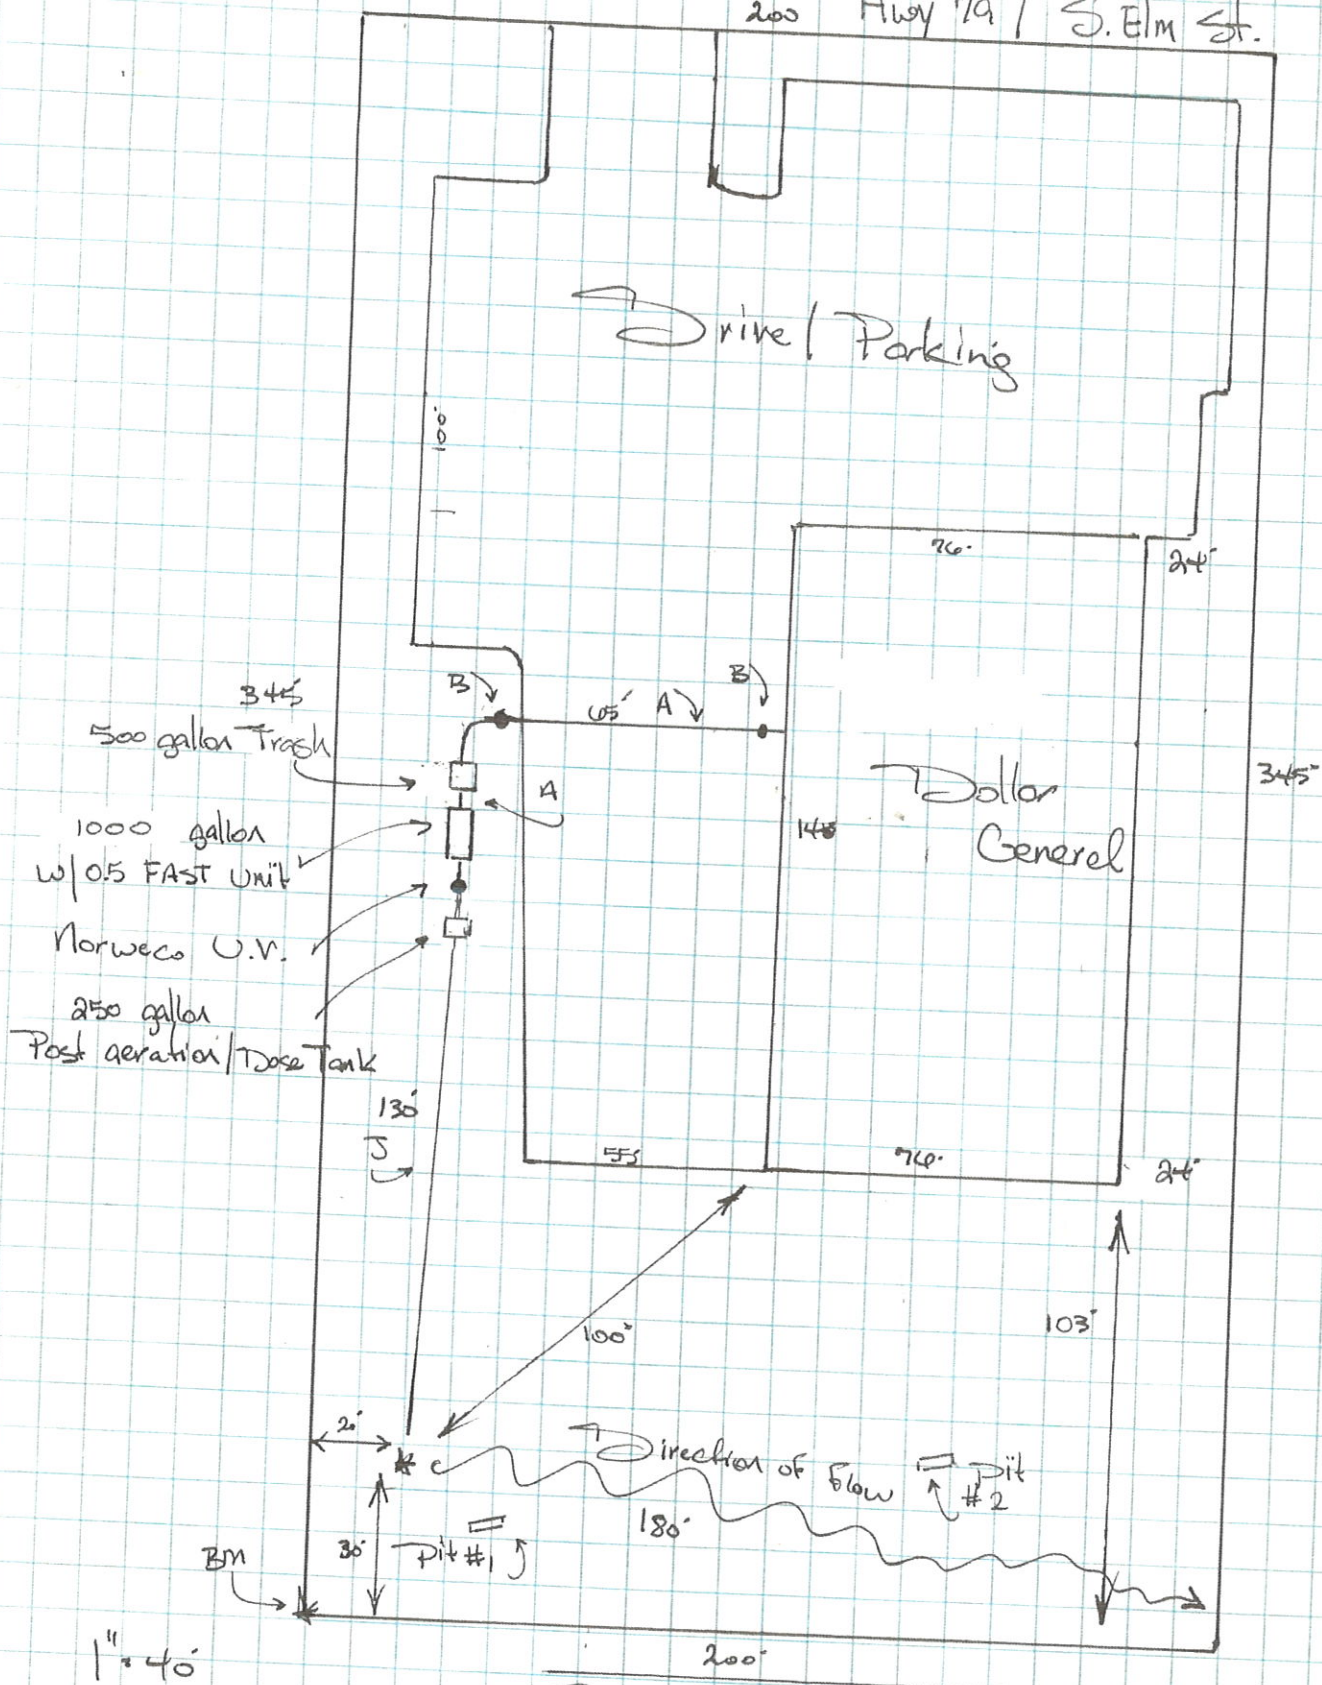 200 Hwy 79 / S. Elm St.
Drive / Parking
100'
76'
24'
345'
500 gallon Trash
B
65'
A
B
A
1000 gallon
w/ 0.5 FAST Unit
Norweco U.V.
250 gallon
Post aeration / Dose Tank
Dollar
General
345'
130'
J
55'
76'
24'
100'
103'
Direction of Flow
Pit
#2
180'
30'
Pit #1
BM
1" = 40'
200'